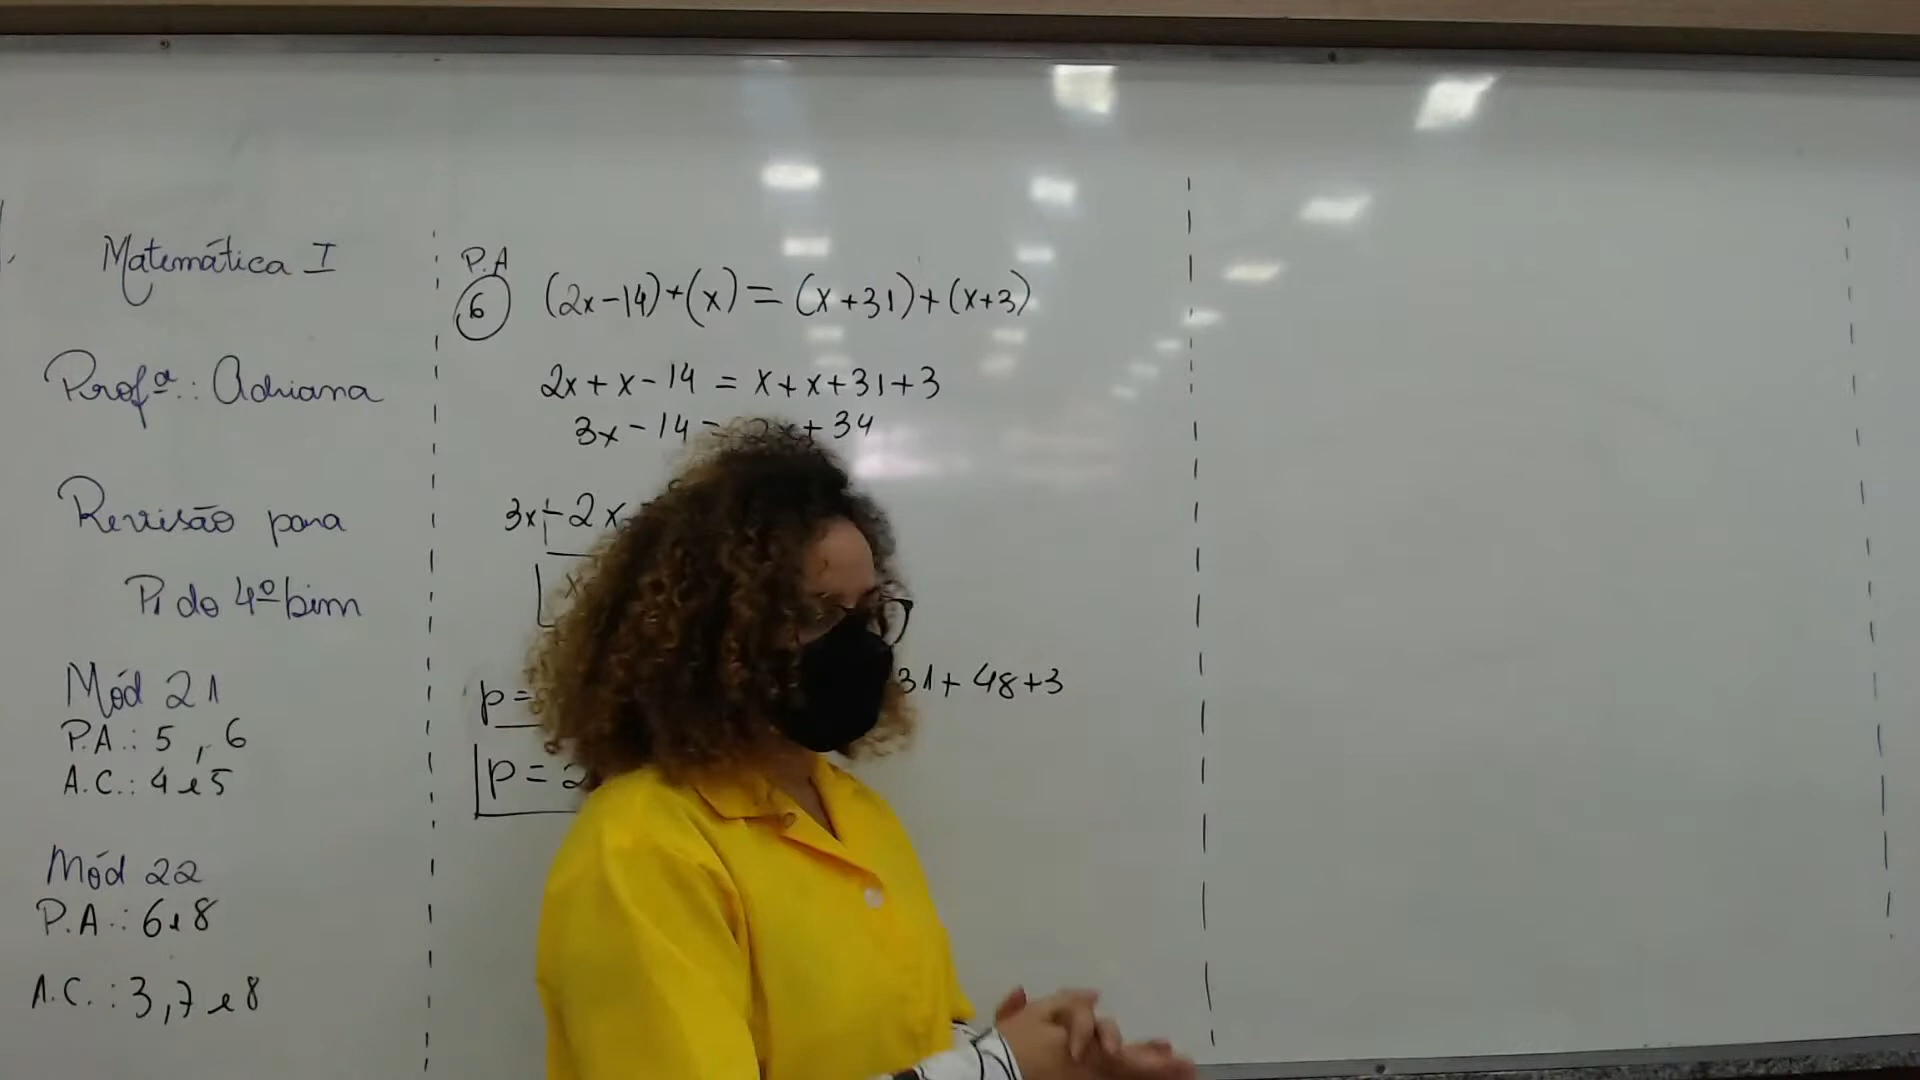 Matemática I
Profª.: Adriana
Revisão para
P1 do 4º bim
Mód 21
P.A.: 5, 6
A.C.: 4 e 5
Mód 22
P.A.: 6 e 8
A.C.: 3, 7 e 8
P.A
6 (2x-14)+(x) = (x+31)+(x+3)
2x+x-14 = x+x+31+3
3x-14 = 2x+34
3x-2x
x
p=
31+48+3
p=2